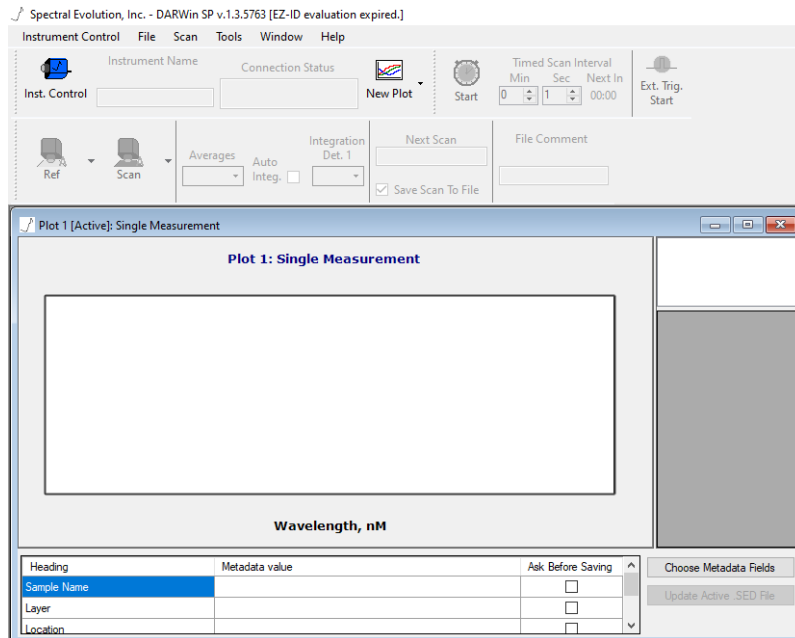 Spectral Evolution, Inc. - DARWin SP v.1.3.5763 [EZ-ID evaluation expired.]
Instrument Control File Scan Tools Window Help
Inst. Control
Instrument Name
Connection Status
New Plot
Start
Timed Scan Interval
Min Sec Next In
0 1 00:00
Ext. Trig.
Start
Ref
Scan
Averages
Auto
Integ.
Integration
Det. 1
Next Scan
Save Scan To File
File Comment
Plot 1 [Active]: Single Measurement
Plot 1: Single Measurement
Wavelength, nM
Heading Metadata value Ask Before Saving
Sample Name
Layer
Location
Choose Metadata Fields
Update Active .SED File